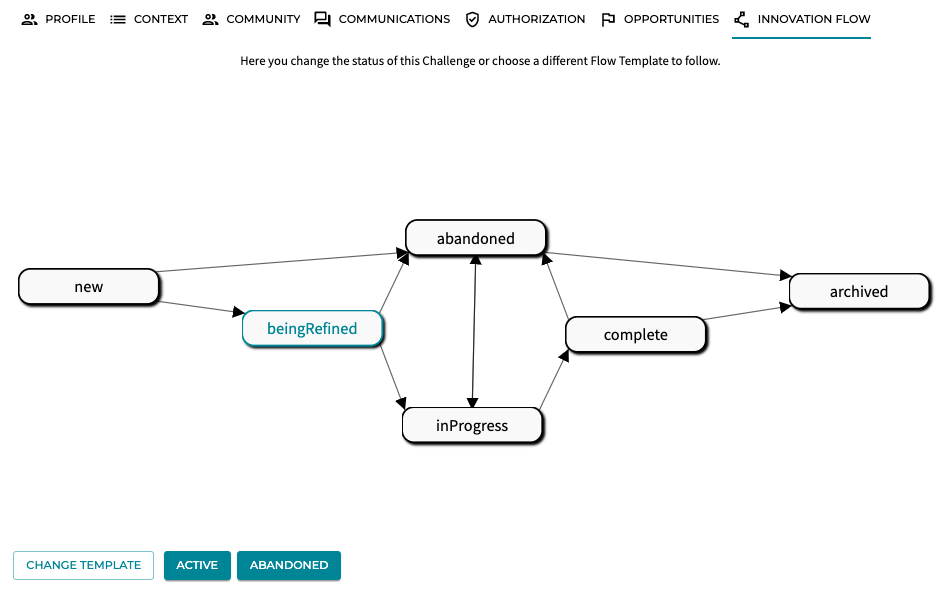 PROFILE CONTEXT COMMUNITY COMMUNICATIONS AUTHORIZATION OPPORTUNITIES INNOVATION FLOW
Here you change the status of this Challenge or choose a different Flow Template to follow.
abandoned
new
archived
beingRefined
complete
inProgress
CHANGE TEMPLATE ACTIVE ABANDONED